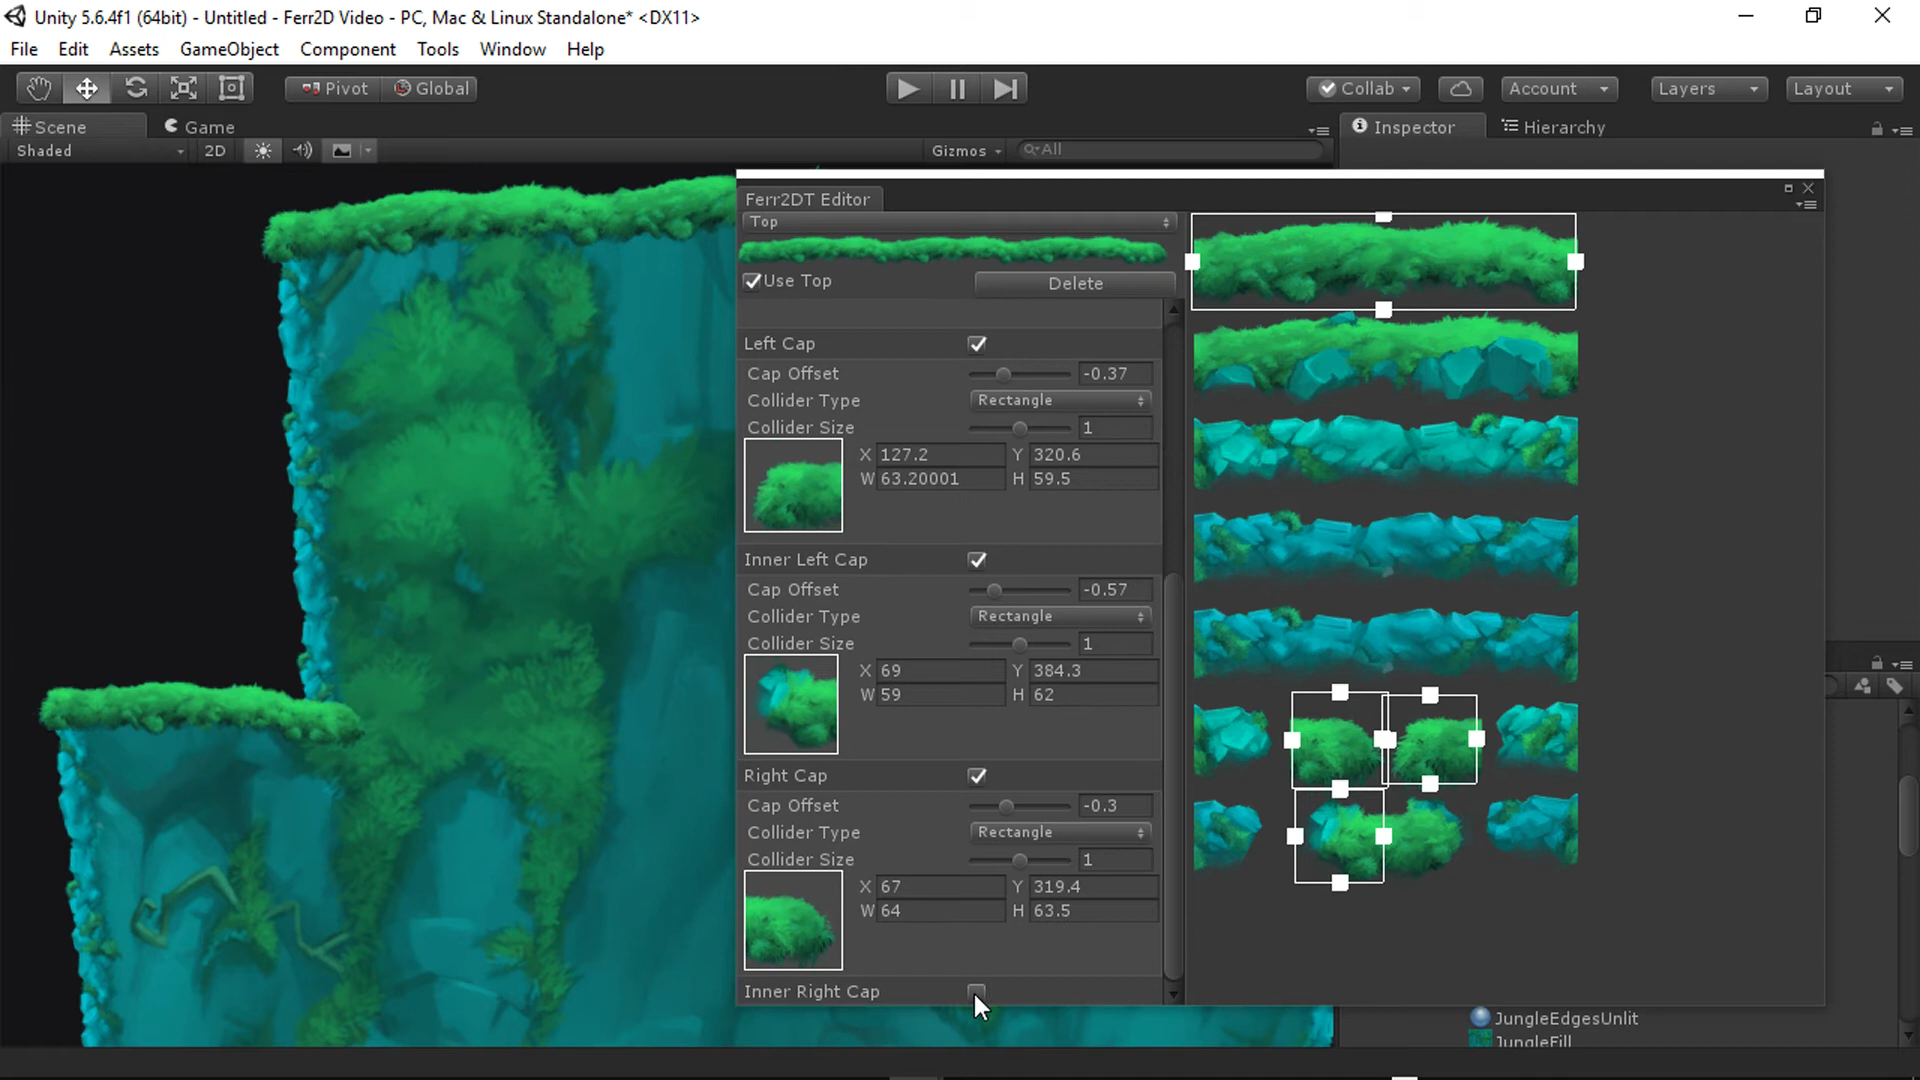 Unity 5.6.4f1 (64bit) - Untitled - Ferr2D Video - PC, Mac & Linux Standalone* <DX11>
File Edit Assets GameObject Component Tools Window Help
Pivot Global Collab Account Layers Layout
Scene Game Inspector Hierarchy
Shaded 2D Gizmos All
Ferr2DT Editor
Top
Use Top Delete
Left Cap
Cap Offset -0.37
Collider Type Rectangle
Collider Size 1
X 127.2 Y 320.6
W 63.20001 H 59.5
Inner Left Cap
Cap Offset -0.57
Collider Type Rectangle
Collider Size 1
X 69 Y 384.3
W 59 H 62
Right Cap
Cap Offset -0.3
Collider Type Rectangle
Collider Size 1
X 67 Y 319.4
W 64 H 63.5
Inner Right Cap
JungleEdgesUnlit
JungleFill